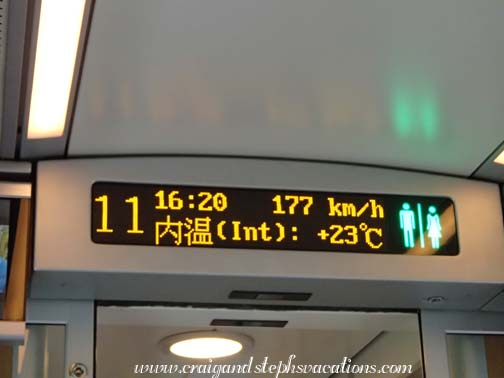 11
16:20 177 km/h
内温(Int): +23℃
www.craigandstephsvacations.com